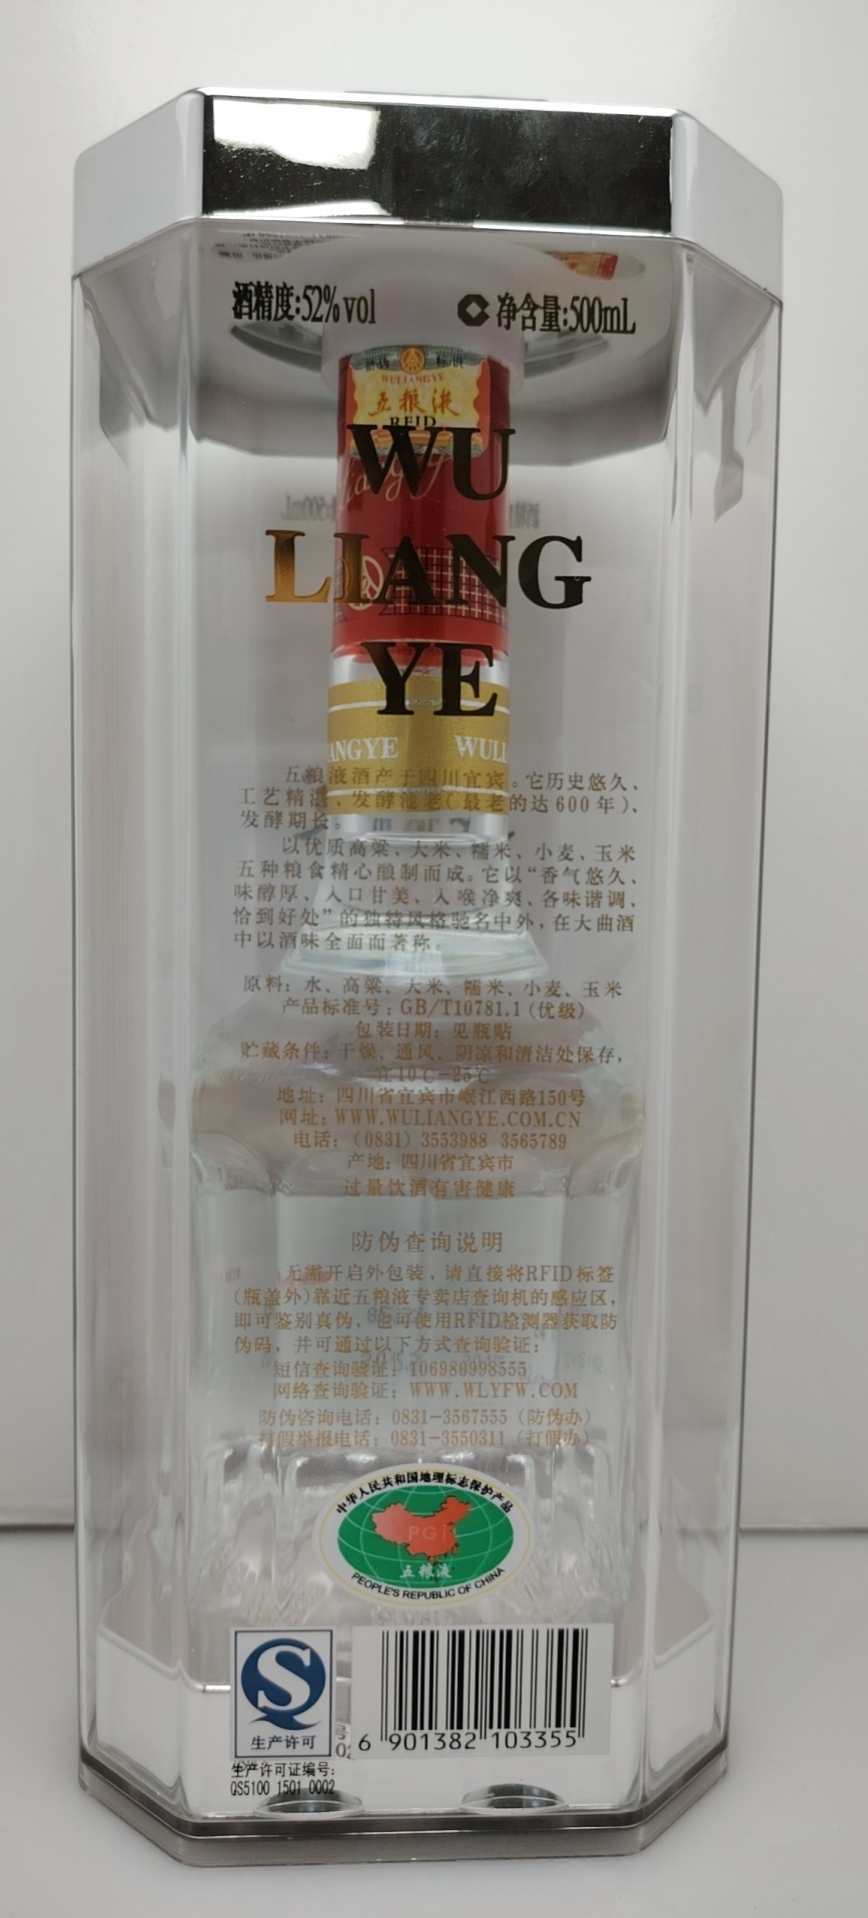 酒精度:52%vol
净含量:500mL
WULIANGYE
五粮液
RFID
WU
LIANG
YE
ANGYE WUL
五粮液酒产于四川宜宾。它历史悠久、
工艺精湛、发酵池老(最老的达600年)、
发酵期长。
以优质高粱、大米、糯米、小麦、玉米
五种粮食精心酿制而成。它以“香气悠久、
味醇厚、入口甘美、入喉净爽、各味谐调、
恰到好处”的独特风格驰名中外,在大曲酒
中以酒味全面而著称。
原料: 水、高粱、大米、糯米、小麦、玉米
产品标准号: GB/T10781.1(优级)
包装日期: 见瓶贴
贮藏条件: 干燥、通风、阴凉和清洁处保存,
宜10℃-25℃
地址: 四川省宜宾市岷江西路150号
网址: WWW.WULIANGYE.COM.CN
电话: (0831) 3553988 3565789
产地: 四川省宜宾市
过量饮酒有害健康
防伪查询说明
无需开启外包装,请直接将RFID标签
(瓶盖外)靠近五粮液专卖店查询机的感应区,
即可鉴别真伪,也可使用RFID检测器获取防
伪码,并可通过以下方式查询验证:
短信查询验证: 106980998555
网络查询验证: WWW.WLYFW.COM
防伪咨询电话: 0831-3567555 (防伪办)
打假举报电话: 0831-3550311 (打假办)
中华人民共和国地理标志保护产品
PGI
五粮液
PEOPLE'S REPUBLIC OF CHINA
生产许可
6 901382 103355
生产许可证编号:
QS5100 1501 0002